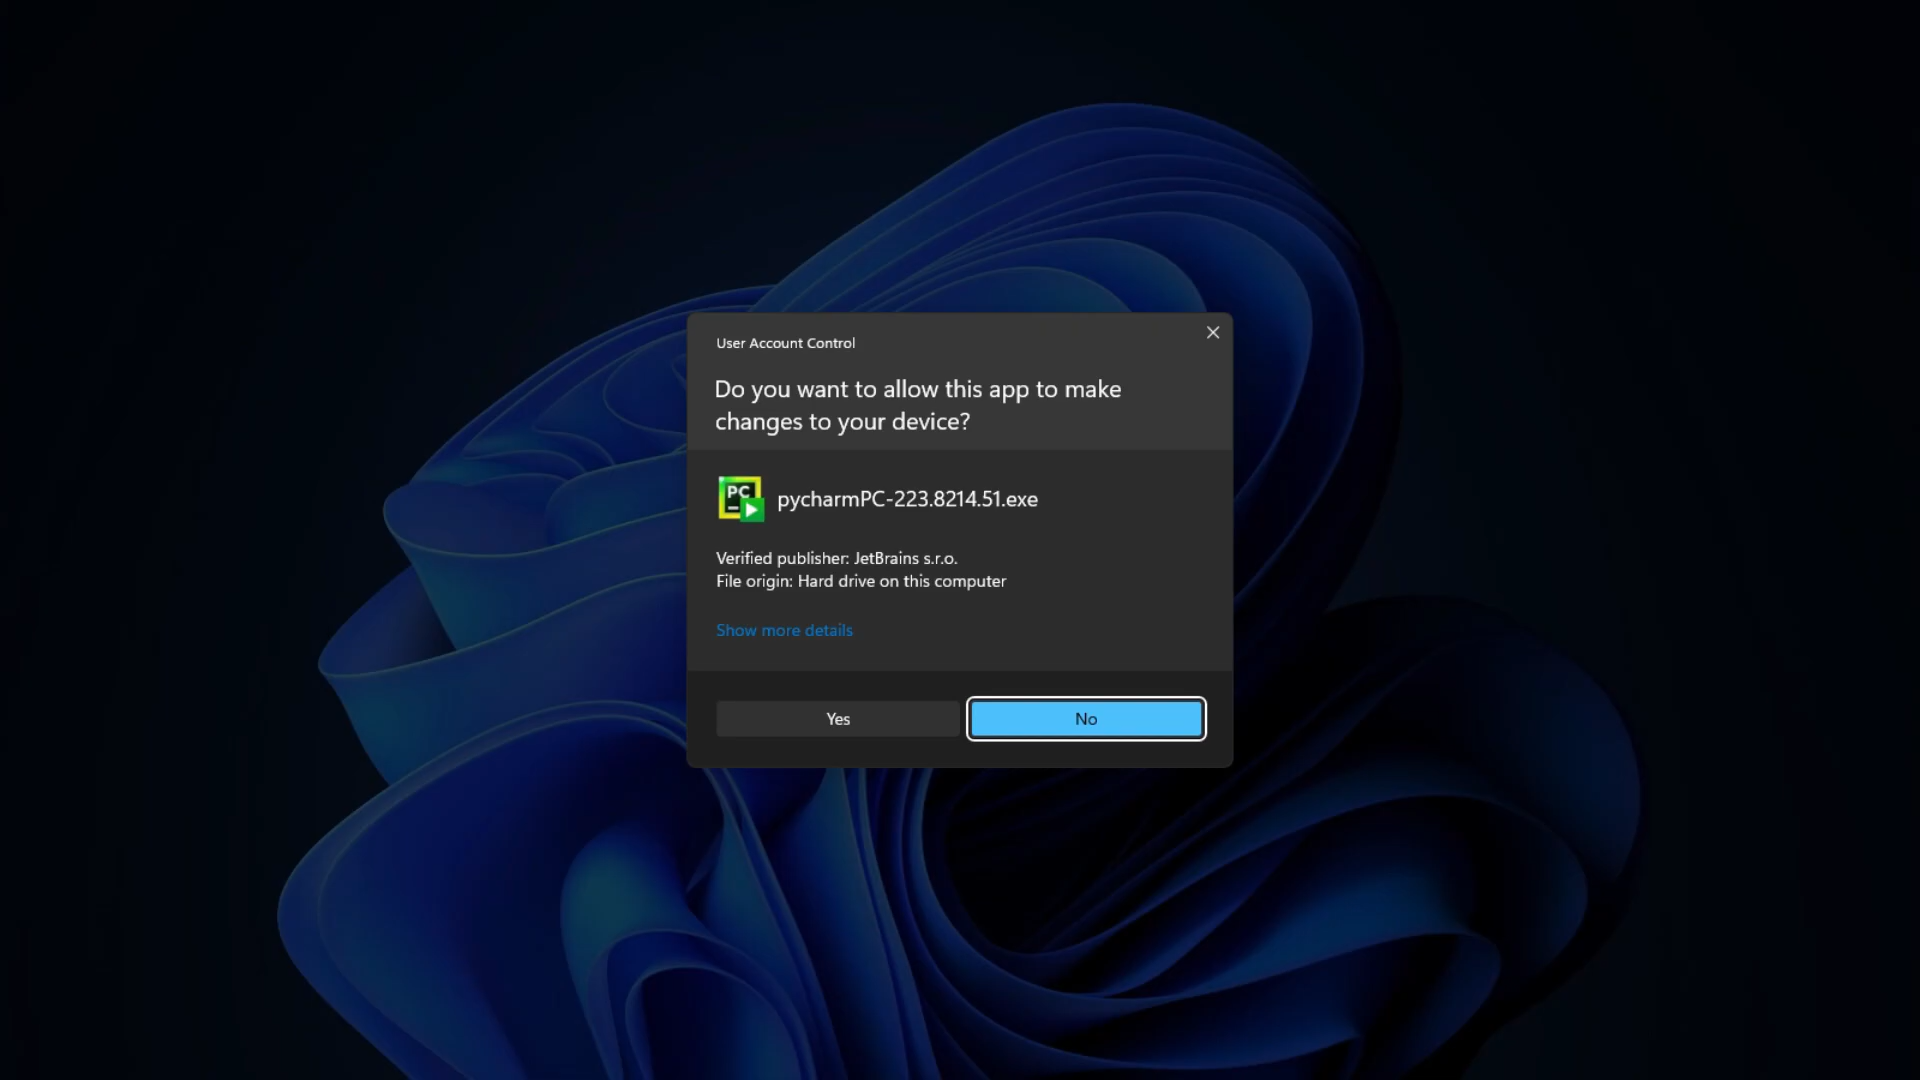 User Account Control
Do you want to allow this app to make
changes to your device?
PC
pycharmPC-223.8214.51.exe
Verified publisher: JetBrains s.r.o.
File origin: Hard drive on this computer
Show more details
Yes
No